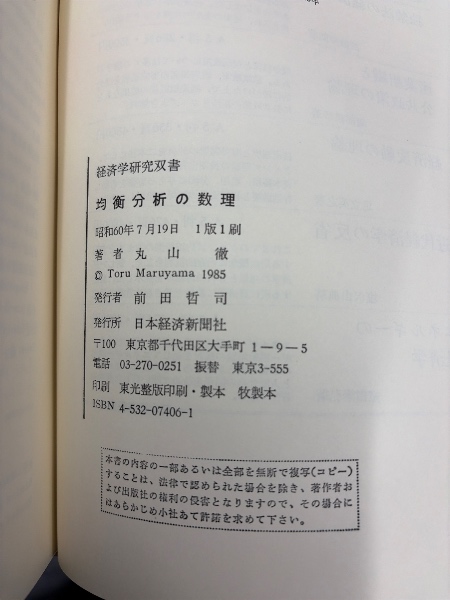 経済学研究双書
均衡分析の数理
昭和60年7月19日 1版1刷
著者 丸山 徹
© Toru Maruyama 1985
発行者 前田哲司
発行所 日本経済新聞社
〒100 東京都千代田区大手町1-9-5
電話 03-270-0251 振替 東京3-555
印刷 東光整版印刷・製本 牧製本
ISBN 4-532-07406-1
本書の内容の一部あるいは全部を無断で複写(コピー)
することは、法律で認められた場合を除き、著作者お
よび出版社の権利の侵害となりますので、その場合に
はあらかじめ小社あて許諾を求めて下さい。